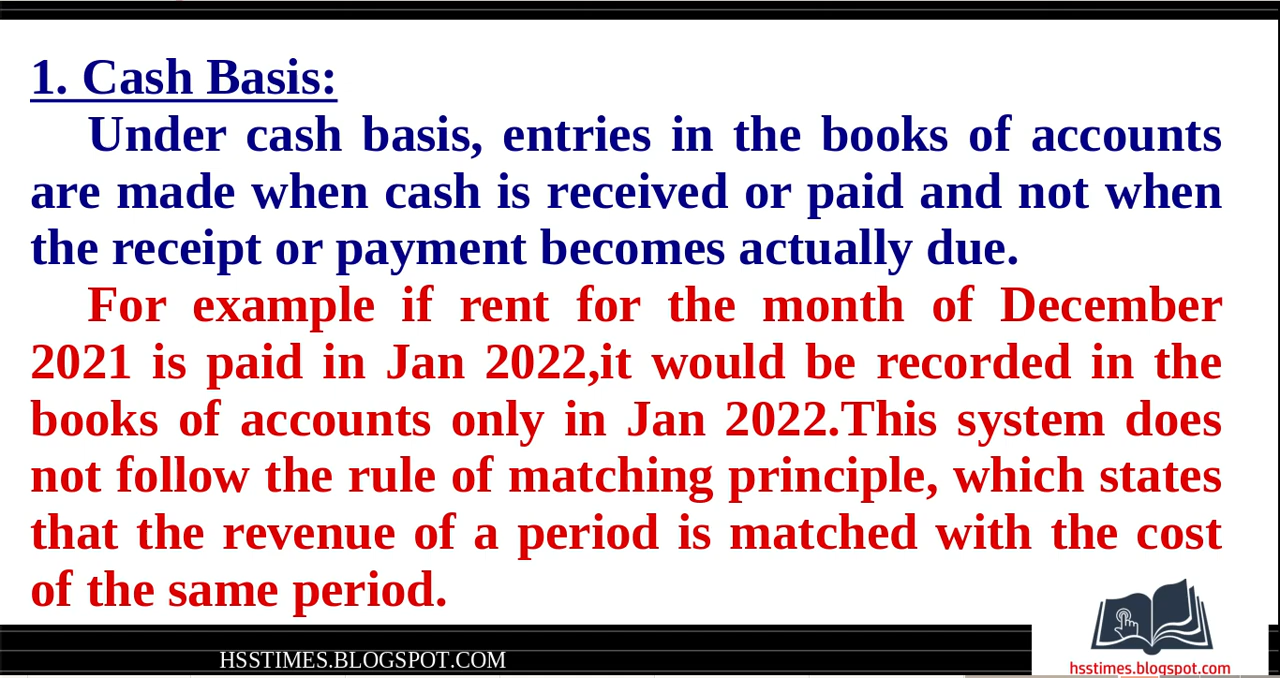 1. Cash Basis:
Under cash basis, entries in the books of accounts
are made when cash is received or paid and not when
the receipt or payment becomes actually due.
For example if rent for the month of December
2021 is paid in Jan 2022,it would be recorded in the
books of accounts only in Jan 2022.This system does
not follow the rule of matching principle, which states
that the revenue of a period is matched with the cost
of the same period.
HSSTIMES.BLOGSPOT.COM
hsstimes.blogspot.com